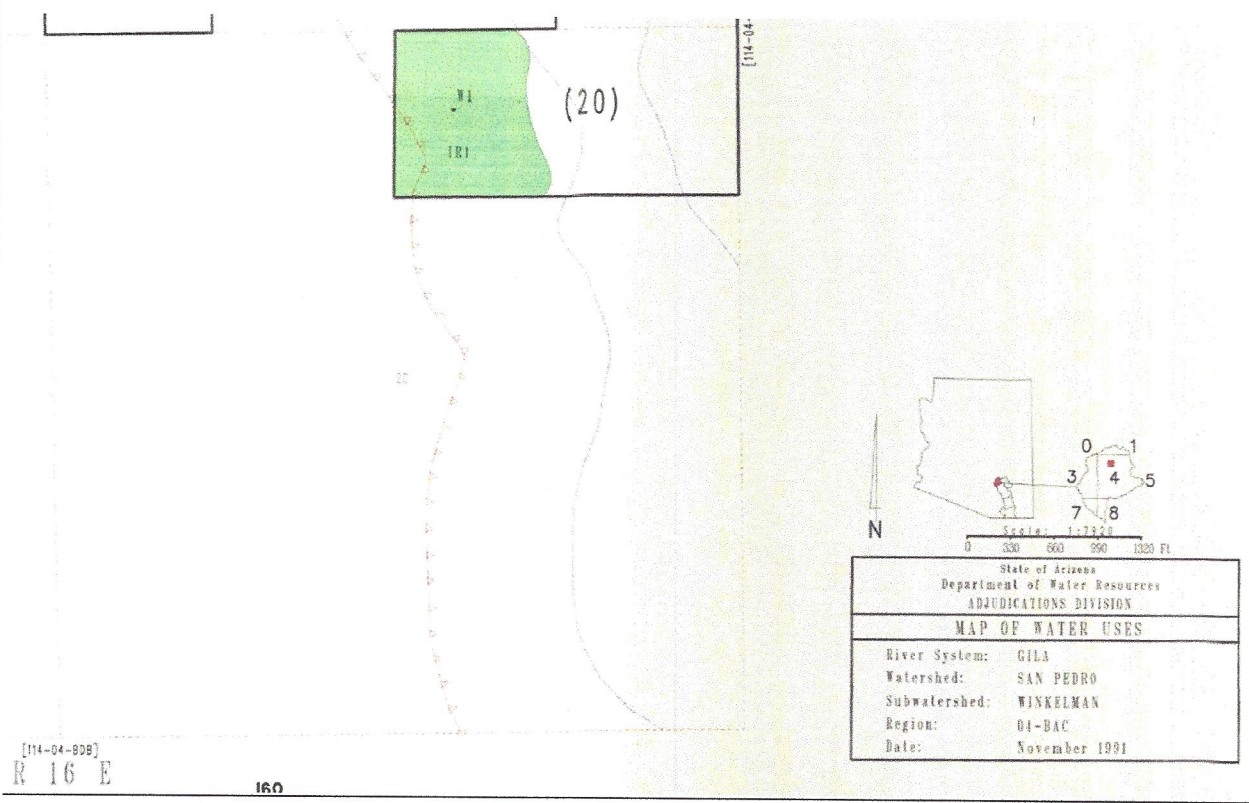 [114-04-
W1
(20)
IR1
20
0 1
3 4 5
7 8
N
Scale: 1:7920
0 330 660 990 1320 Ft
State of Arizona
Department of Water Resources
ADJUDICATIONS DIVISION
MAP OF WATER USES
River System: GILA
Watershed: SAN PEDRO
Subwatershed: WINKELMAN
Region: 04-BAC
Date: November 1991
[114-04-BDB]
R 16 E
160